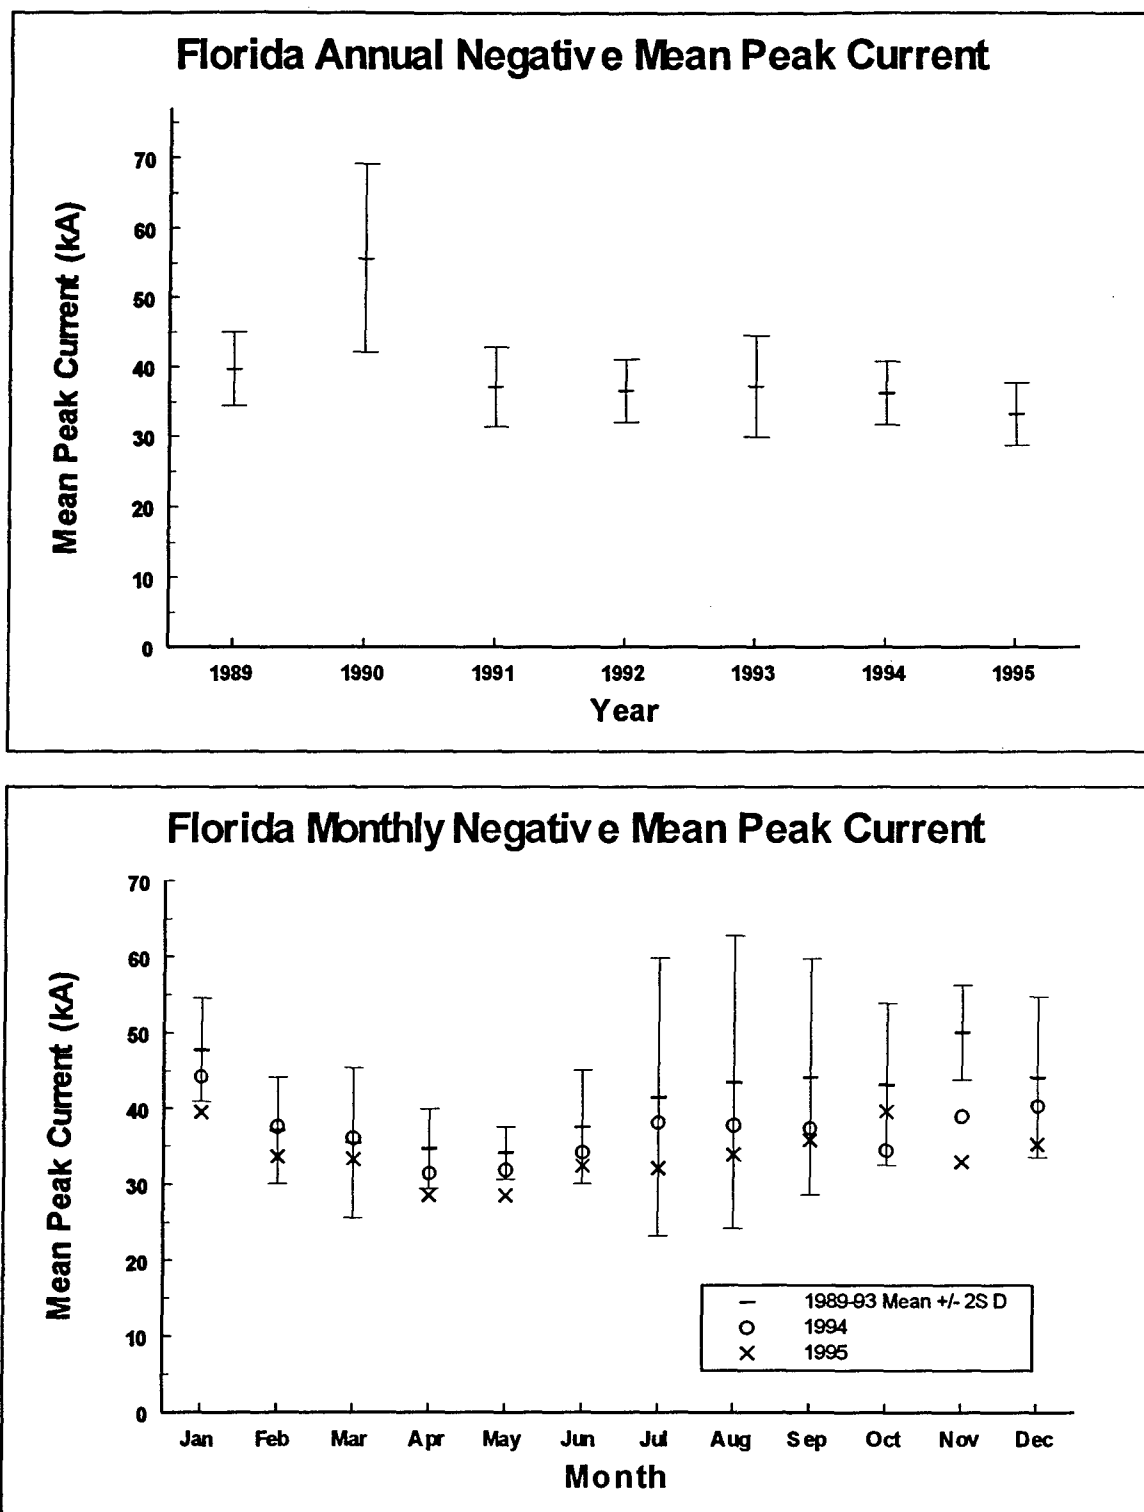 Florida Annual Negative Mean Peak Current
Mean Peak Current (kA)
70
60
50
40
30
20
10
0
1989 1990 1991 1992 1993 1994 1995
Year
Florida Monthly Negative Mean Peak Current
Mean Peak Current (kA)
70
60
50
40
30
20
10
0
1989-93 Mean +/- 2S D
1994
1995
Jan Feb Mar Apr May Jun Jul Aug Sep Oct Nov Dec
Month